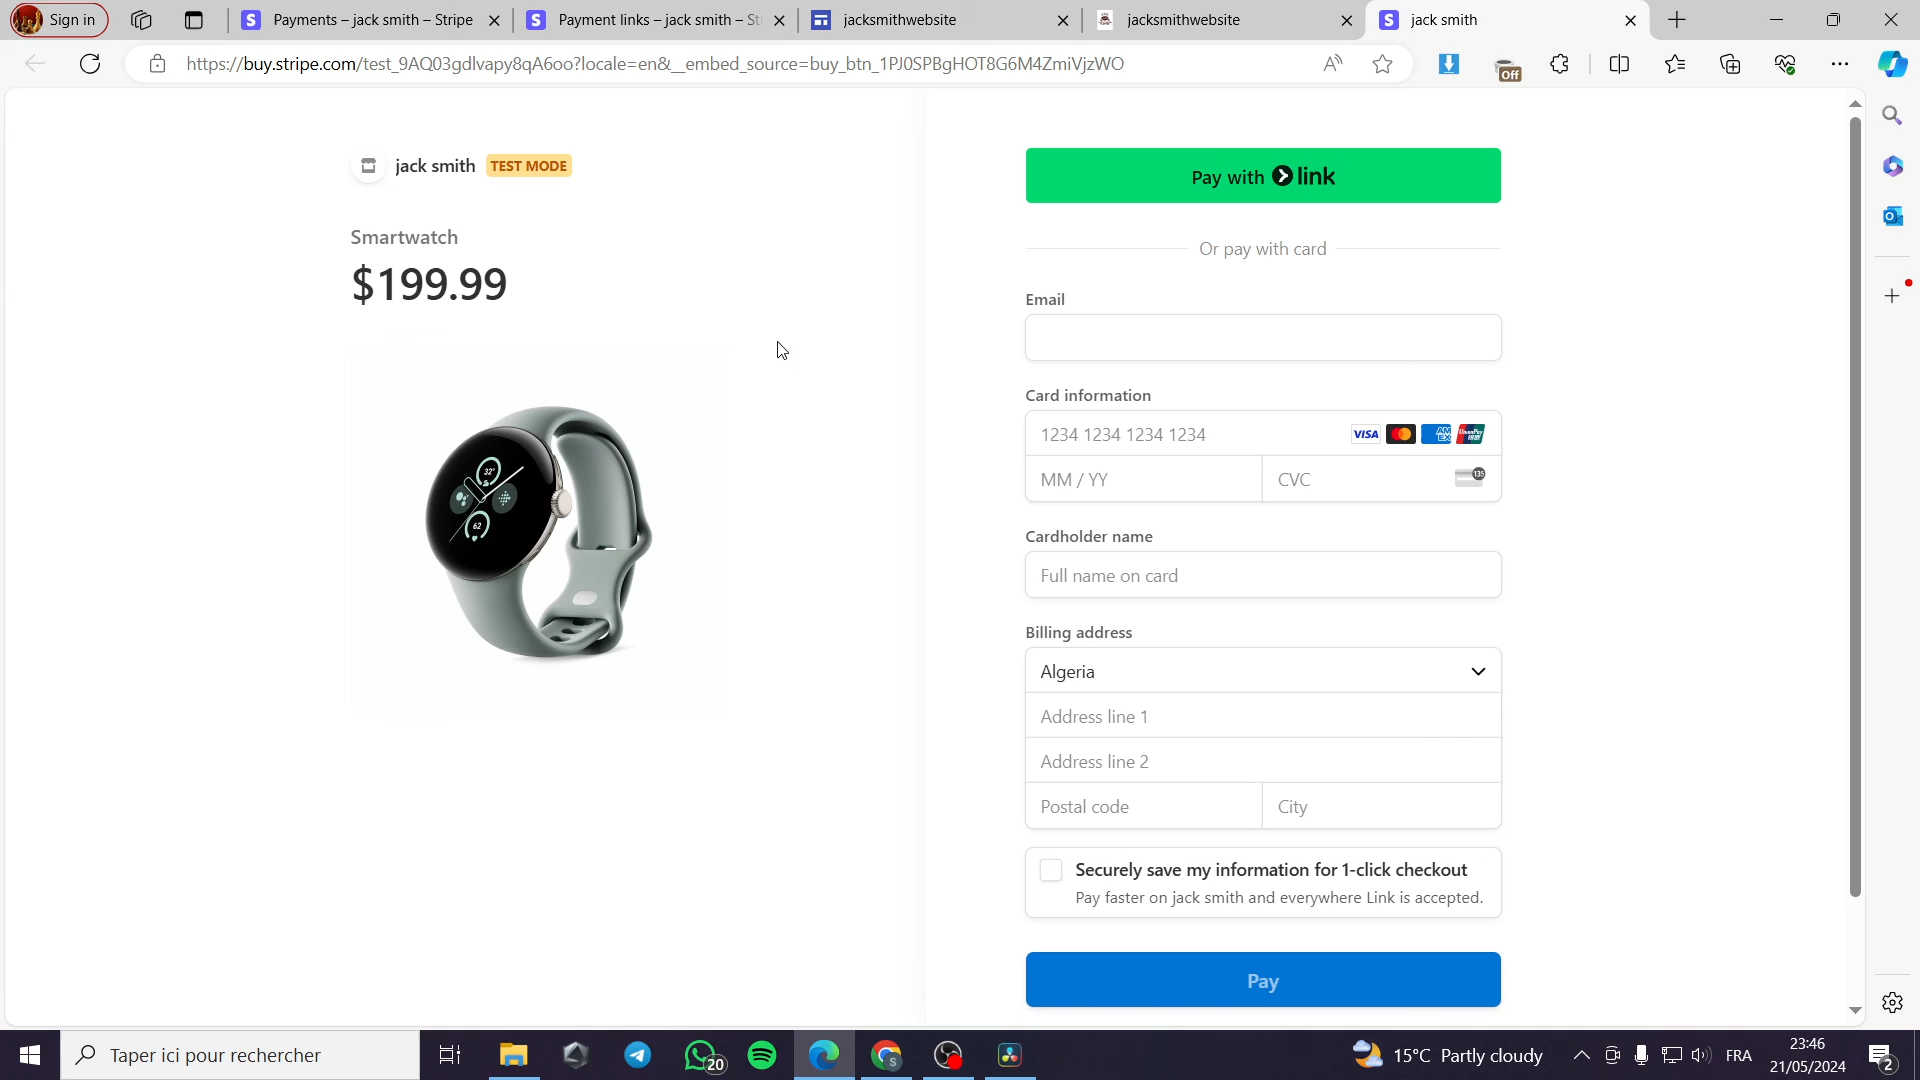 Sign in
Payments – jack smith – Stripe
Payment links – jack smith – St
jacksmithwebsite
jacksmithwebsite
jack smith
https://buy.stripe.com/test_9AQ03gdlvapy8qA6oo?locale=en&__embed_source=buy_btn_1PJ0SPBgHOT8G6M4ZmiVjzWO
Off
jack smith TEST MODE
Smartwatch
$199.99
32°
62
Pay with link
Or pay with card
Email
Card information
1234 1234 1234 1234
VISA
MM / YY
CVC
135
Cardholder name
Full name on card
Billing address
Algeria
Address line 1
Address line 2
Postal code
City
Securely save my information for 1-click checkout
Pay faster on jack smith and everywhere Link is accepted.
Pay
Taper ici pour rechercher
20
15°C Partly cloudy
FRA
23:46
21/05/2024
2